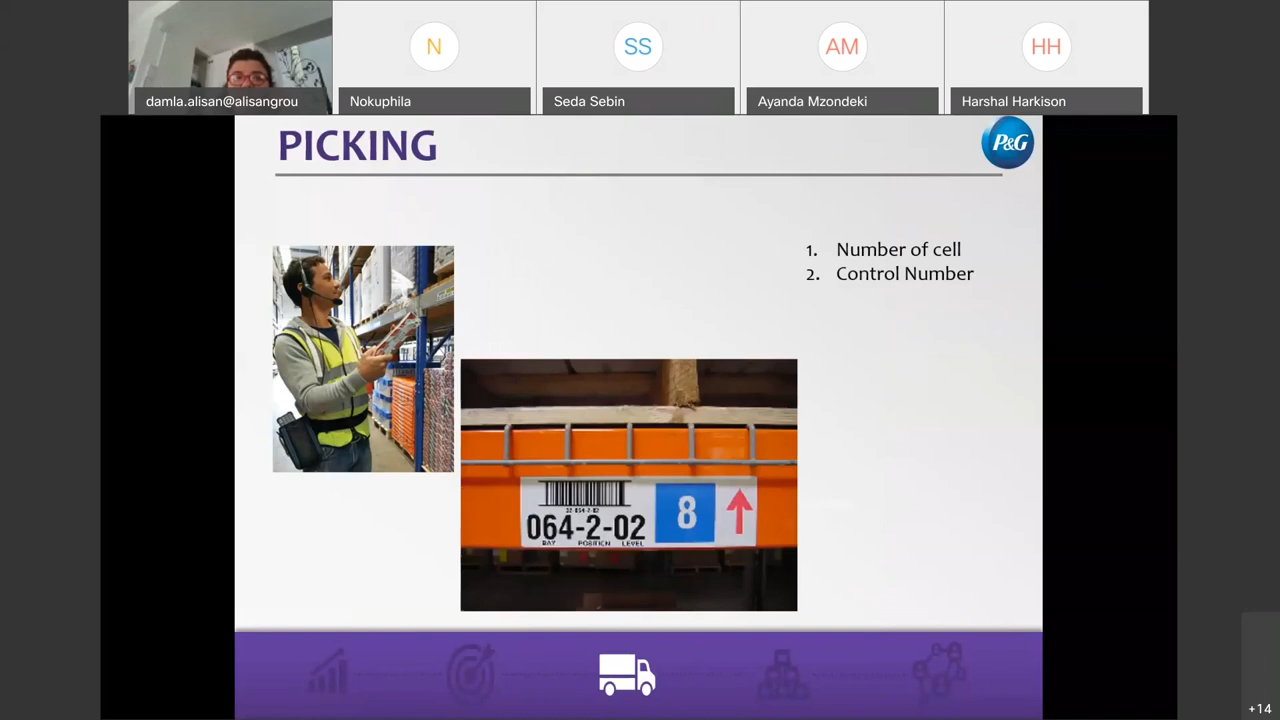 N
SS
AM
HH
damla.alisan@alisangrou
Nokuphila
Seda Sebin
Ayanda Mzondeki
Harshal Harkison
PICKING
P&G
1. Number of cell
2. Control Number
064-2-02
BAY POSITION LEVEL
8
+14